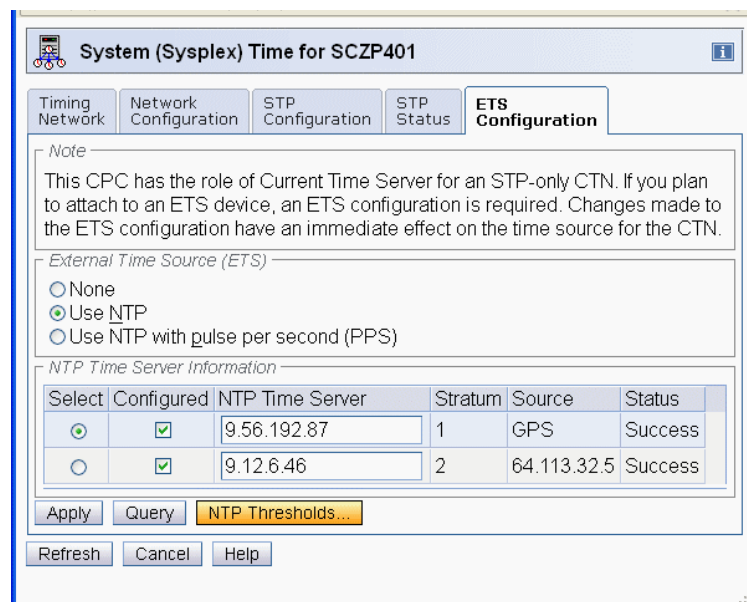 System (Sysplex) Time for SCZP401
i
Timing Network
Network Configuration
STP Configuration
STP Status
ETS Configuration
Note
This CPC has the role of Current Time Server for an STP-only CTN. If you plan
to attach to an ETS device, an ETS configuration is required. Changes made to
the ETS configuration have an immediate effect on the time source for the CTN.
External Time Source (ETS)
None
Use NTP
Use NTP with pulse per second (PPS)
NTP Time Server Information
Select Configured NTP Time Server Stratum Source Status
9.56.192.87 1 GPS Success
9.12.6.46 2 64.113.32.5 Success
Apply Query NTP Thresholds...
Refresh Cancel Help